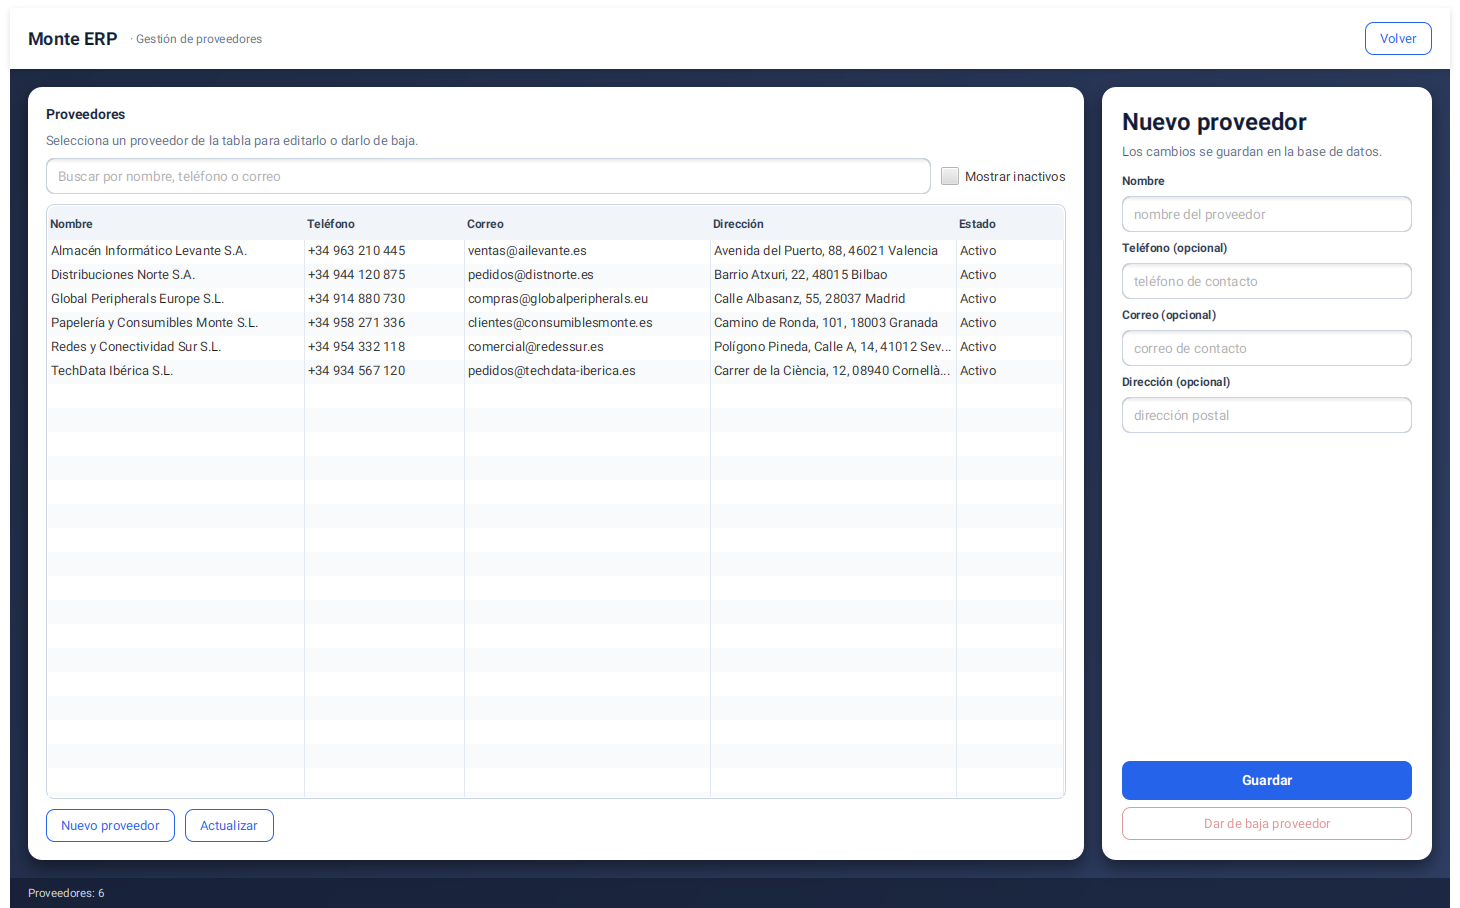 Monte ERP · Gestión de proveedores
Volver
Proveedores
Selecciona un proveedor de la tabla para editarlo o darlo de baja.
Buscar por nombre, teléfono o correo
Mostrar inactivos
Nombre Teléfono Correo Dirección Estado
Almacén Informático Levante S.A. +34 963 210 445 ventas@ailevante.es Avenida del Puerto, 88, 46021 Valencia Activo
Distribuciones Norte S.A. +34 944 120 875 pedidos@distnorte.es Barrio Atxuri, 22, 48015 Bilbao Activo
Global Peripherals Europe S.L. +34 914 880 730 compras@globalperipherals.eu Calle Albasanz, 55, 28037 Madrid Activo
Papelería y Consumibles Monte S.L. +34 958 271 336 clientes@consumiblesmonte.es Camino de Ronda, 101, 18003 Granada Activo
Redes y Conectividad Sur S.L. +34 954 332 118 comercial@redessur.es Polígono Pineda, Calle A, 14, 41012 Sev... Activo
TechData Ibérica S.L. +34 934 567 120 pedidos@techdata-iberica.es Carrer de la Ciència, 12, 08940 Cornellà... Activo
Nuevo proveedor
Actualizar
Nuevo proveedor
Los cambios se guardan en la base de datos.
Nombre
nombre del proveedor
Teléfono (opcional)
teléfono de contacto
Correo (opcional)
correo de contacto
Dirección (opcional)
dirección postal
Guardar
Dar de baja proveedor
Proveedores: 6